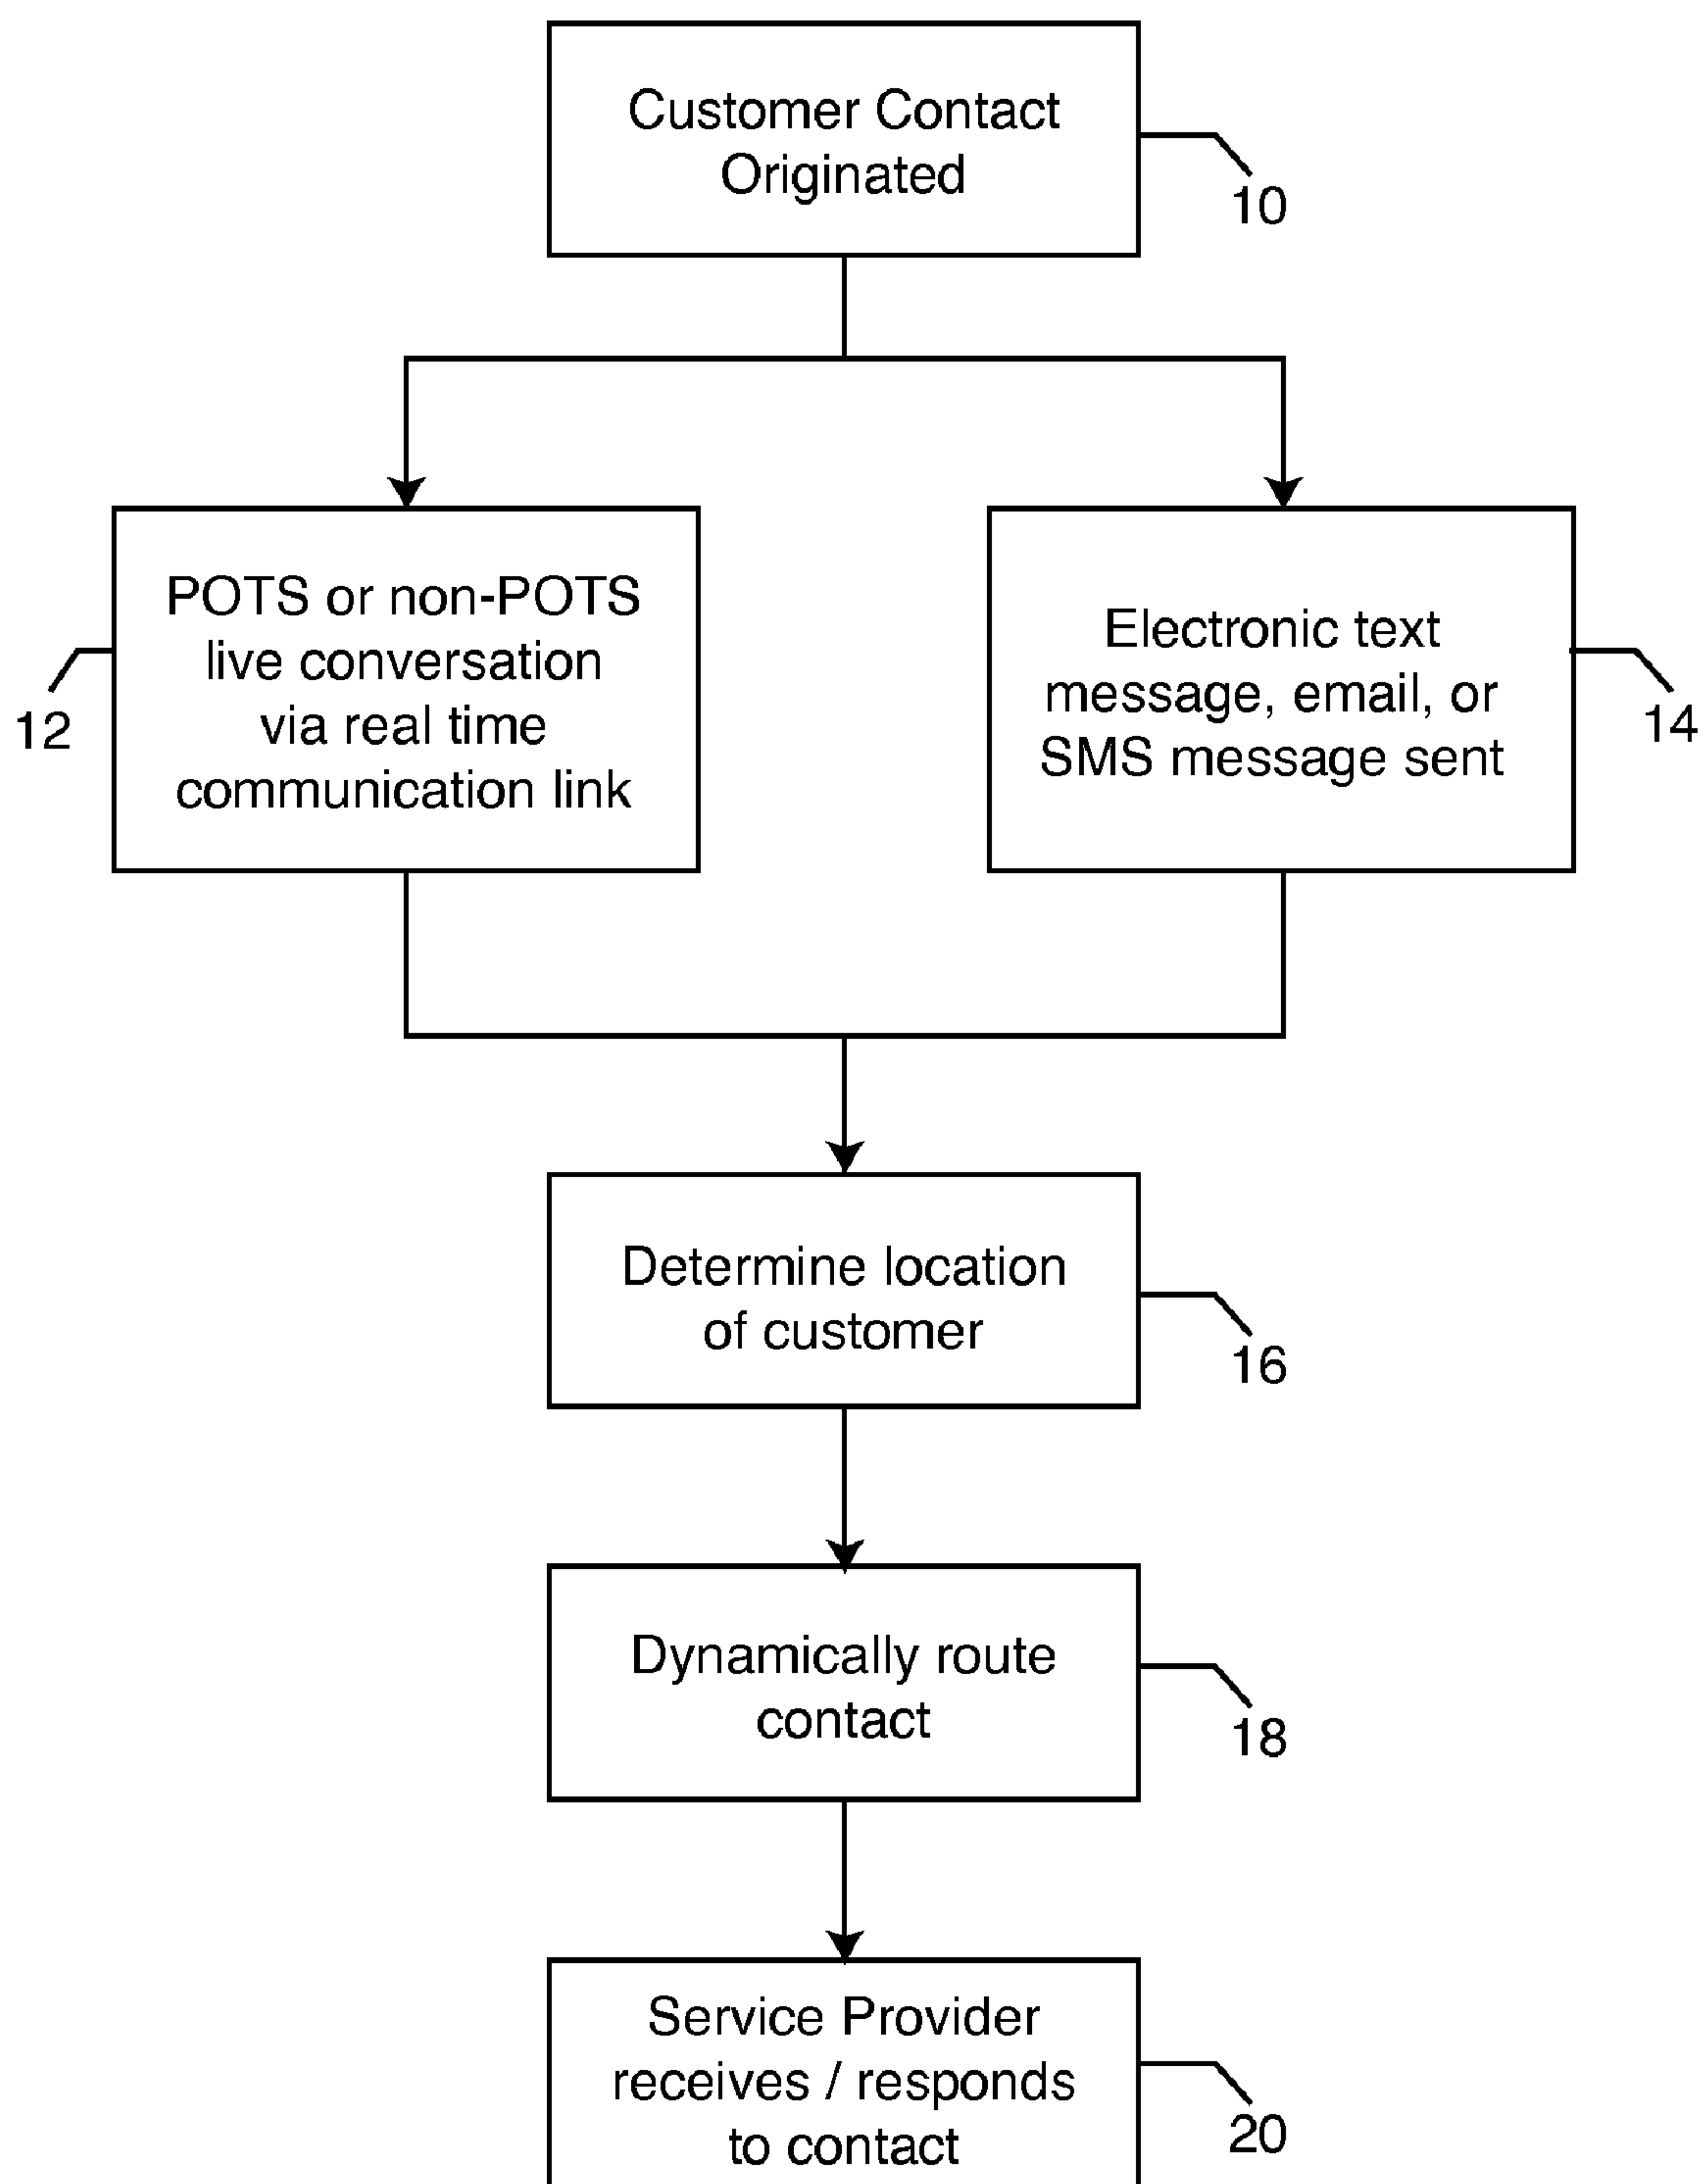 Customer Contact
Originated
10
POTS or non-POTS
live conversation
via real time
communication link
12
Electronic text
message, email, or
SMS message sent
14
Determine location
of customer
16
Dynamically route
contact
18
Service Provider
receives / responds
to contact
20